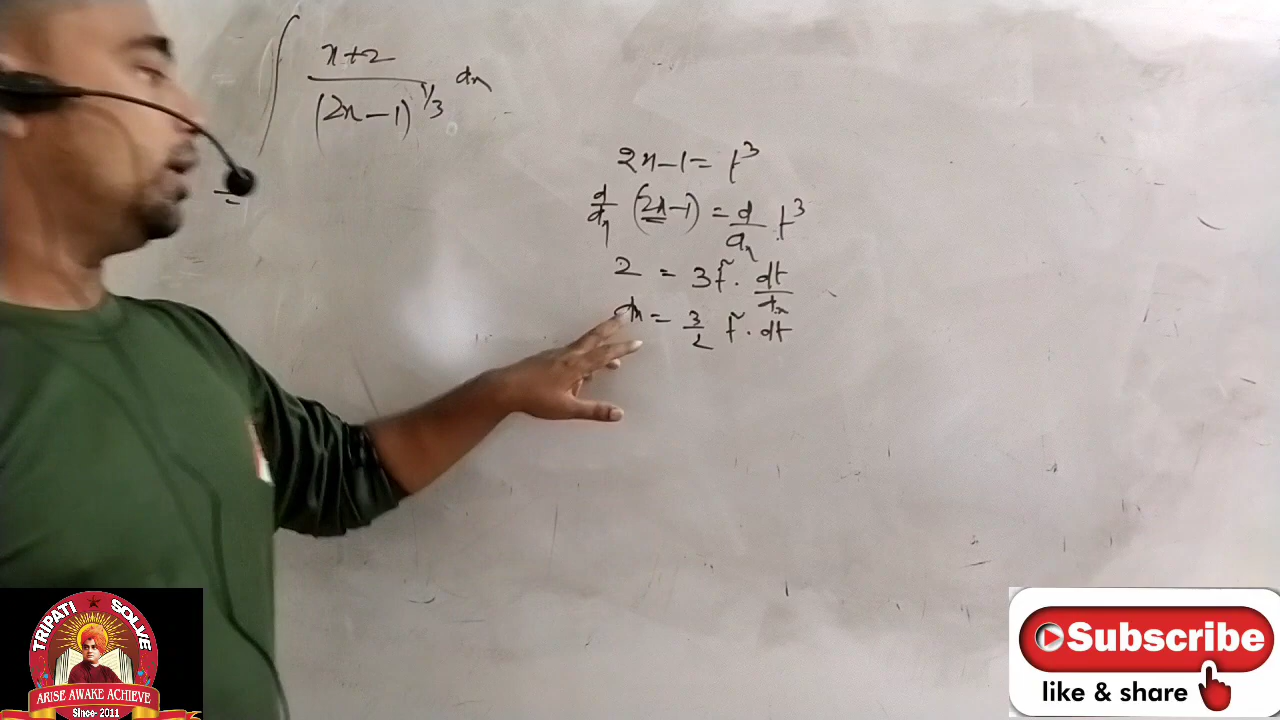 ∫ x+2 / (2x-1)^1/3 dx
2x-1 = t³
d/dx (2x-1) = d/dx t³
2 = 3t². dt/dx
dx = 3/2 t². dt
TRIPATI ★ SOLVE
ARISE AWAKE ACHIEVE
Since- 2011
Subscribe
like & share